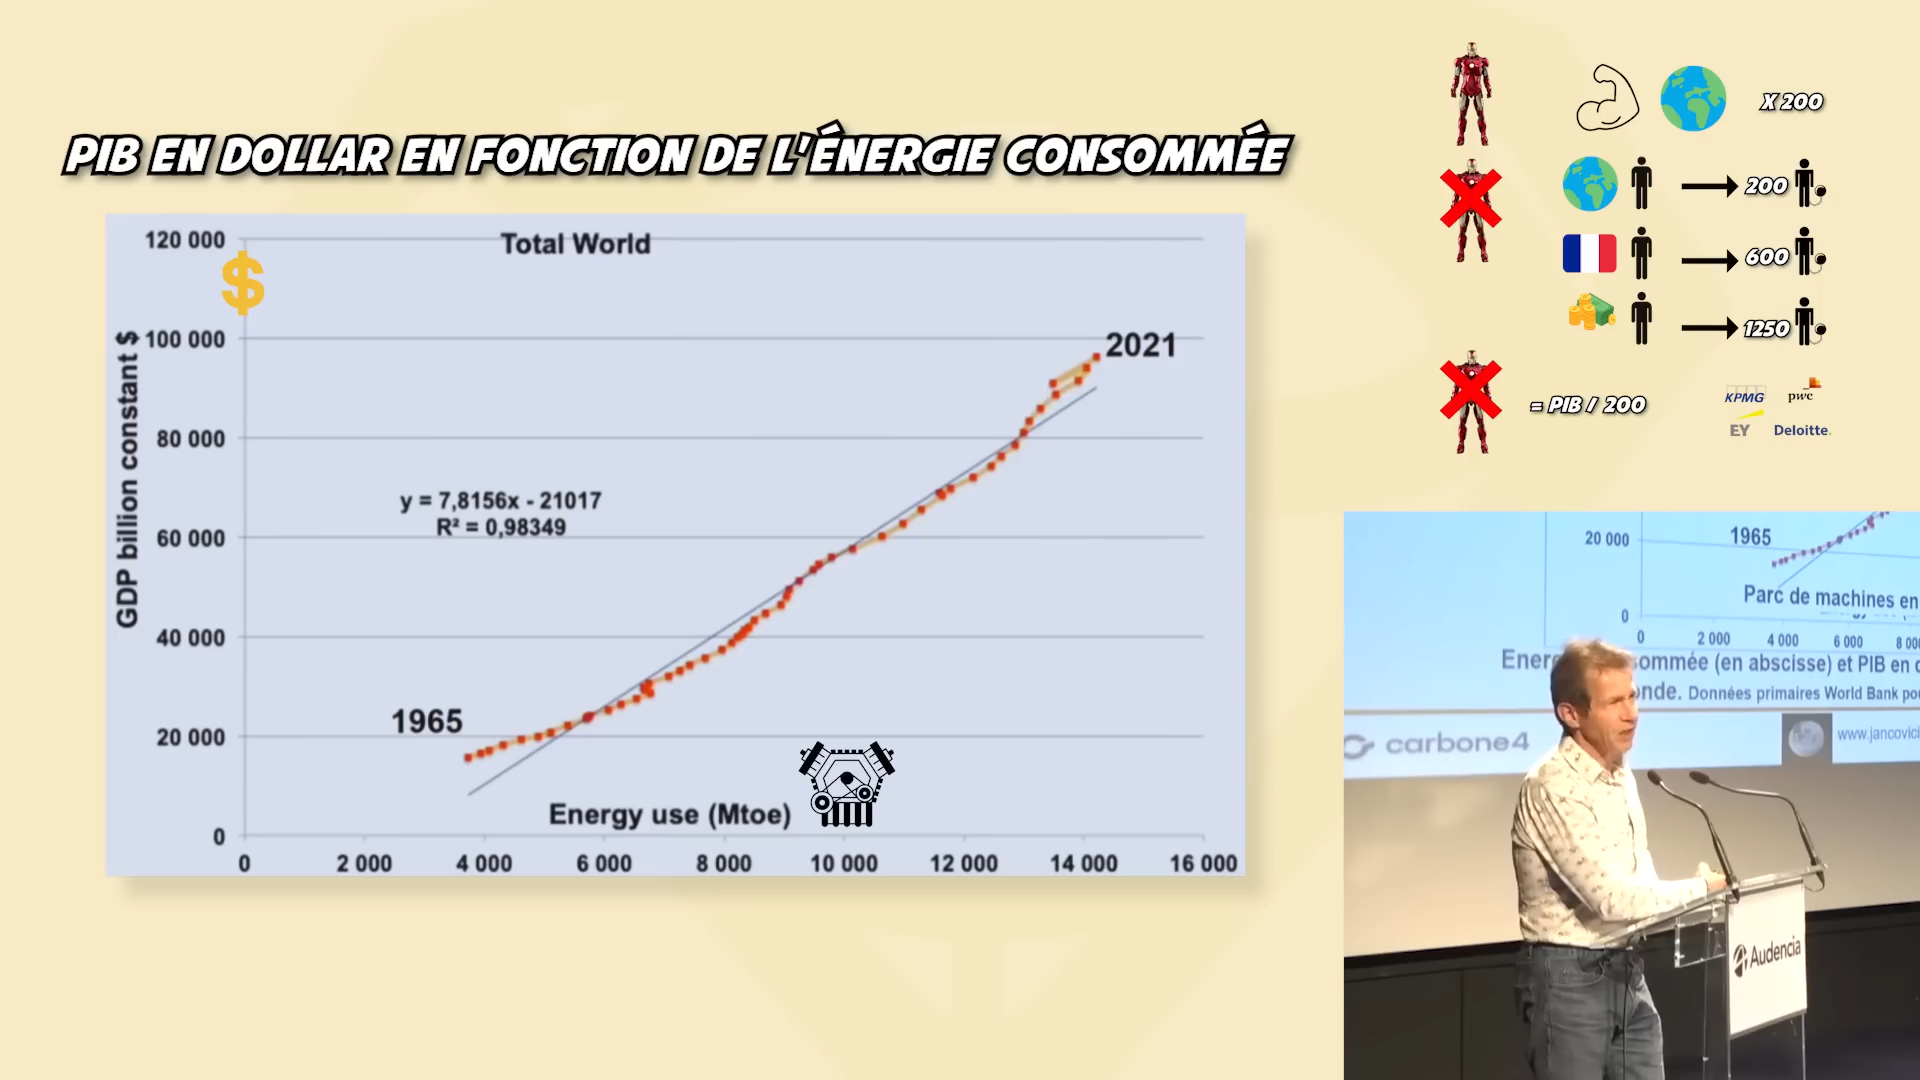 PIB EN DOLLAR EN FONCTION DE L'ÉNERGIE CONSOMMÉE
Total World
GDP billion constant $
120 000
100 000
80 000
60 000
40 000
20 000
0
$
2021
y = 7,8156x - 21017
R² = 0,98349
1965
Energy use (Mtoe)
0 2 000 4 000 6 000 8 000 10 000 12 000 14 000 16 000
X 200
200
600
1250
= PIB / 200
KPMG
pwc
EY
Deloitte.
20 000
1965
Parc de machines en
0
0 2 000 4 000 6 000 8 000
Ener ommée (en abscisse) et PIB en
onde. Données primaires World Bank
carbone4
www.jancovici
Audencia